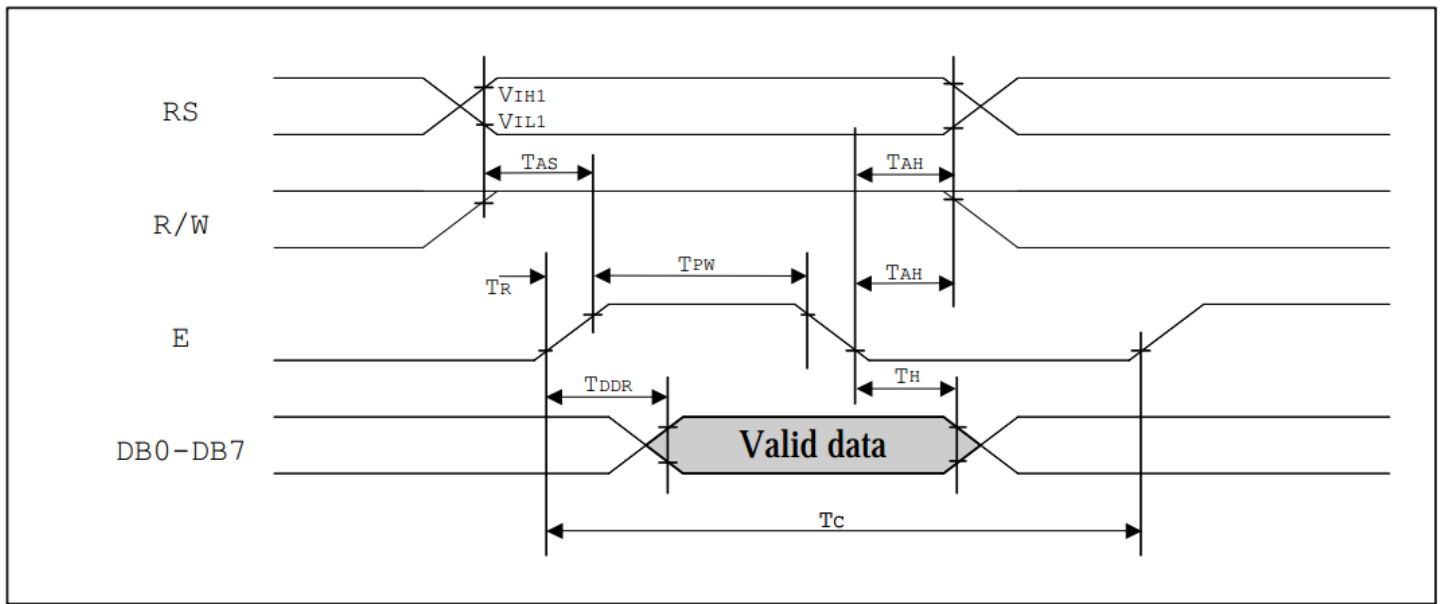 RS
VIH1
VIL1
TAS
TAH
R/W
TPW
TAH
TR
E
TDDR
TH
DB0-DB7
Valid data
TC